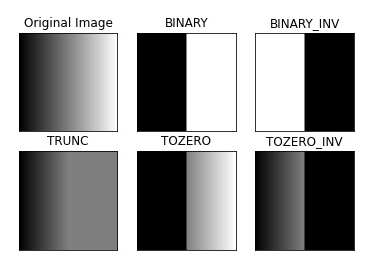 Original Image
BINARY
BINARY_INV
TRUNC
TOZERO
TOZERO_INV